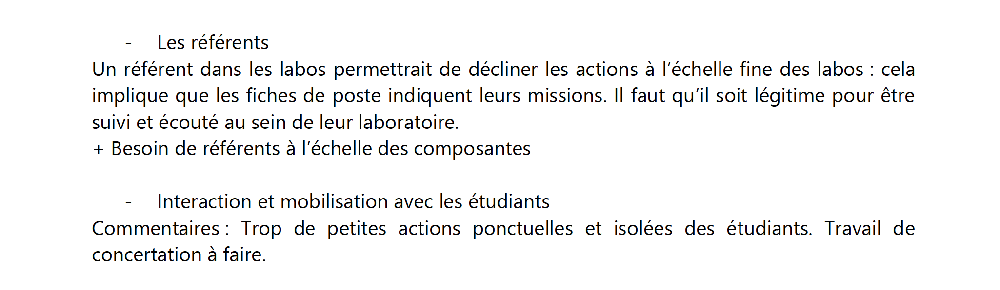 - Les référents
Un référent dans les labos permettrait de décliner les actions à l’échelle fine des labos : cela
implique que les fiches de poste indiquent leurs missions. Il faut qu’il soit légitime pour être
suivi et écouté au sein de leur laboratoire.
+ Besoin de référents à l’échelle des composantes
- Interaction et mobilisation avec les étudiants
Commentaires : Trop de petites actions ponctuelles et isolées des étudiants. Travail de
concertation à faire.